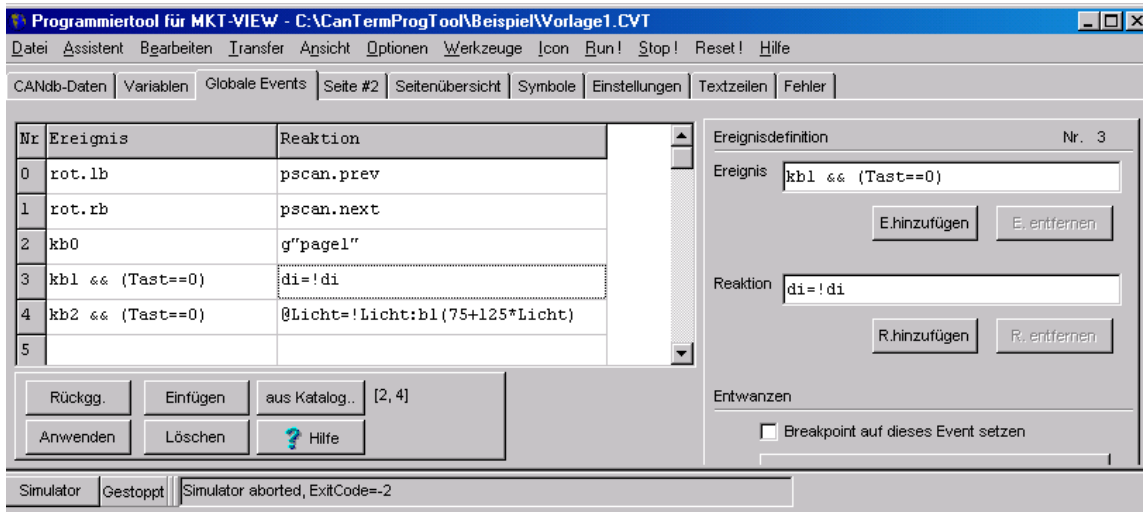 Programmiertool für MKT-VIEW - C:\CanTermProgTool\Beispiel\Vorlage1.CVT
Datei Assistent Bearbeiten Transfer Ansicht Optionen Werkzeuge Icon Run! Stop! Reset! Hilfe
CANdb-Daten Variablen Globale Events Seite #2 Seitenübersicht Symbole Einstellungen Textzeilen Fehler
Nr Ereignis Reaktion
0 rot.lb pscan.prev
1 rot.rb pscan.next
2 kb0 g"page1"
3 kb1 && (Tast==0) di=!di
4 kb2 && (Tast==0) @Licht=!Licht:bl(75+125*Licht)
5
Rückgg. Einfügen aus Katalog.. [2, 4]
Anwenden Löschen ? Hilfe
Ereignisdefinition Nr. 3
Ereignis kb1 && (Tast==0)
E.hinzufügen E. entfernen
Reaktion di=!di
R.hinzufügen R. entfernen
Entwanzen
Breakpoint auf dieses Event setzen
Simulator Gestoppt Simulator aborted, ExitCode=-2